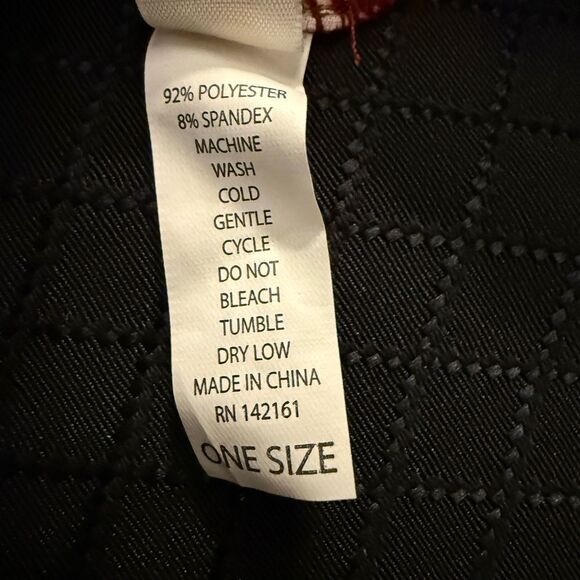 92% POLYESTER
8% SPANDEX
MACHINE
WASH
COLD
GENTLE
CYCLE
DO NOT
BLEACH
TUMBLE
DRY LOW
MADE IN CHINA
RN 142161
ONE SIZE